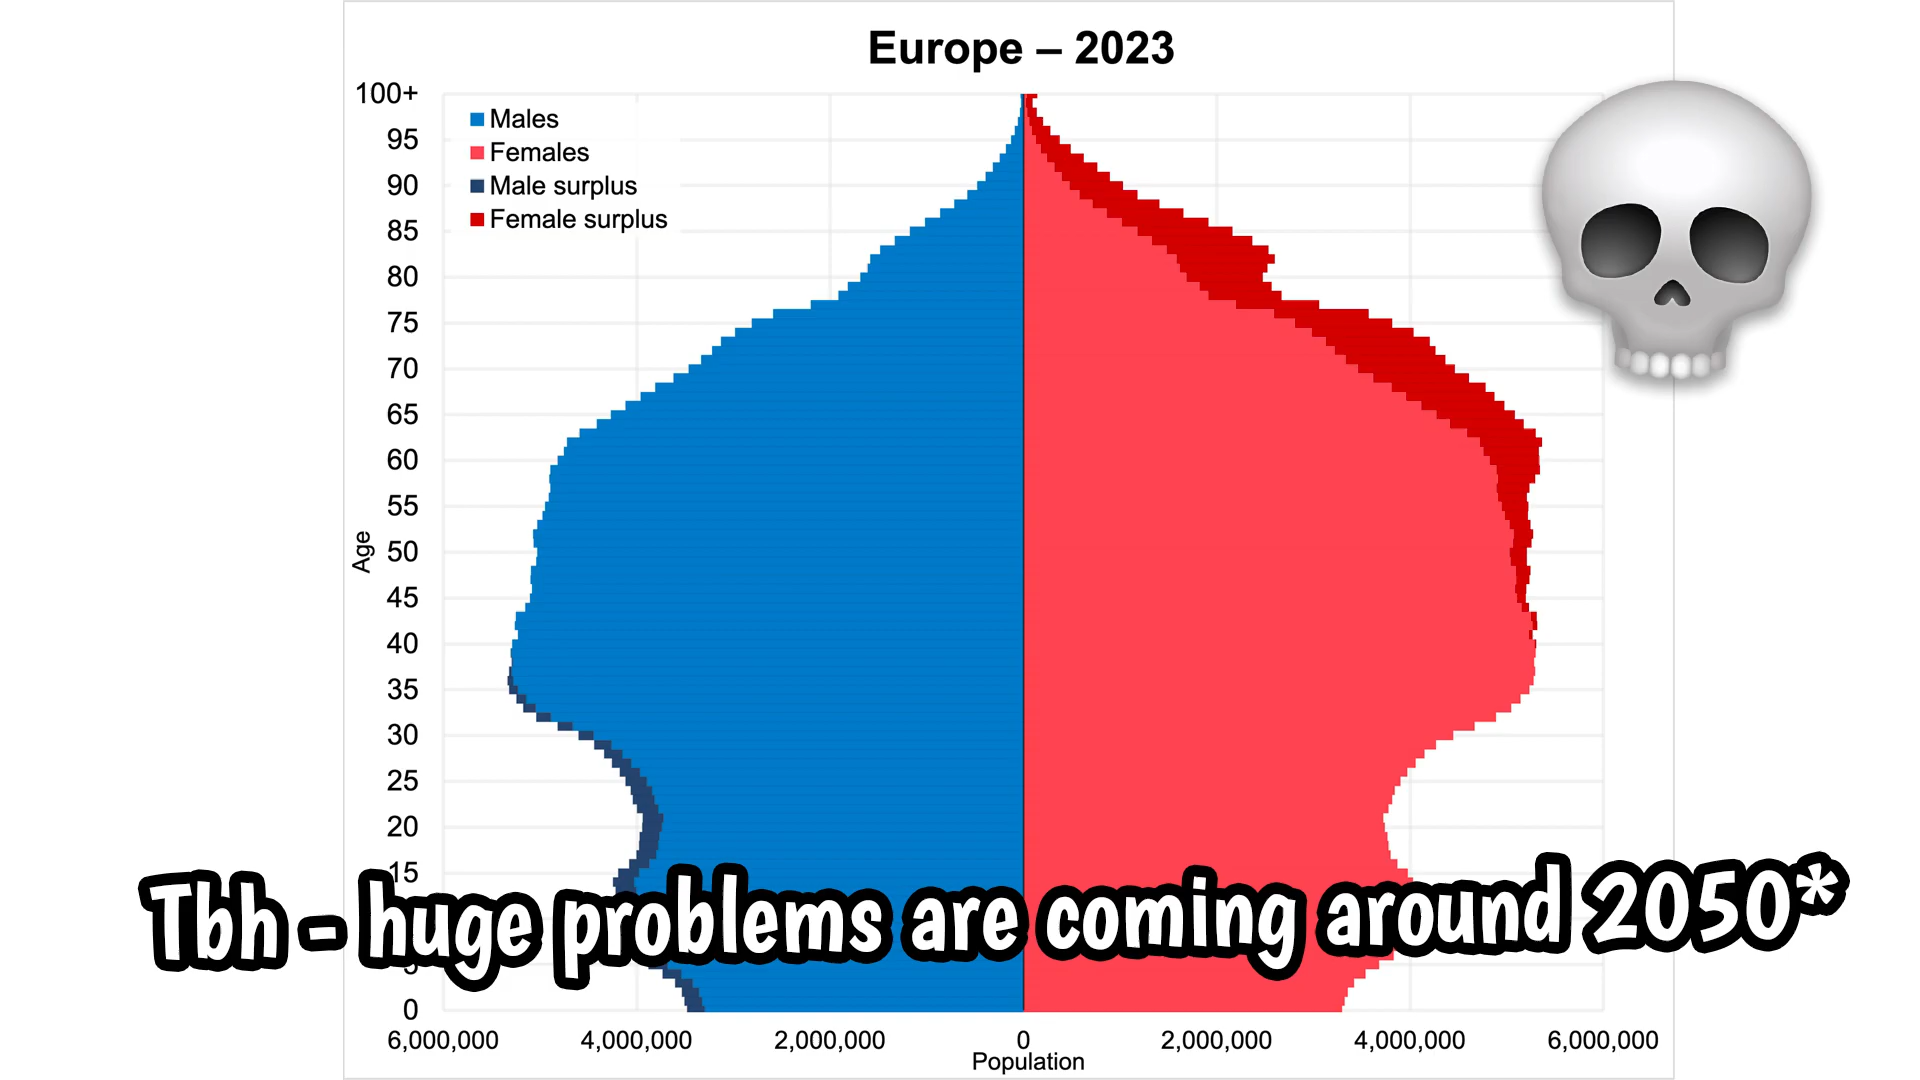 Europe – 2023
100+
Males
Females
Male surplus
Female surplus
95
90
85
80
75
70
65
60
55
50
45
40
35
30
25
20
15
0
Age
Tbh - huge problems are coming around 2050*
6,000,000 4,000,000 2,000,000 0 2,000,000 4,000,000 6,000,000
Population